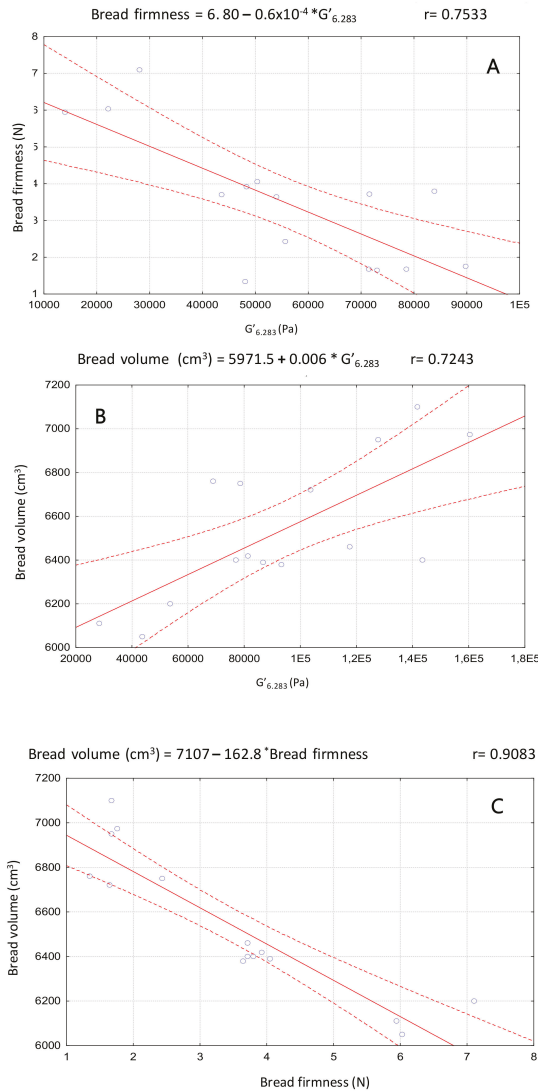 Bread firmness = 6.80 – 0.6x10-4 *G'6.283 r= 0.7533
8
7
6
5
4
3
2
1
A
Bread firmness (N)
10000 20000 30000 40000 50000 60000 70000 80000 90000 1E5
G'6.283 (Pa)
Bread volume (cm3) = 5971.5 + 0.006 * G'6.283 r= 0.7243
7200
7000
6800
6600
6400
6200
6000
B
Bread volume (cm3)
20000 40000 60000 80000 1E5 1,2E5 1,4E5 1,6E5 1,8E5
G'6.283 (Pa)
Bread volume (cm3) = 7107 – 162.8 *Bread firmness r= 0.9083
7200
7000
6800
6600
6400
6200
6000
C
Bread volume (cm3)
1 2 3 4 5 6 7 8
Bread firmness (N)